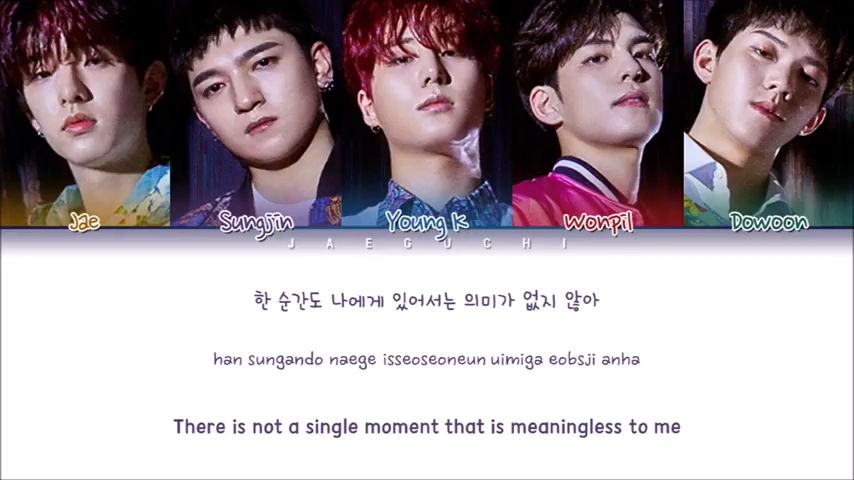 Jae
Sungjin
Young K
Wonpil
Dowoon
JAEGUCHI
한 순간도 나에게 있어서는 의미가 없지 않아
han sungando naege isseoseoneun uimiga eobsji anha
There is not a single moment that is meaningless to me